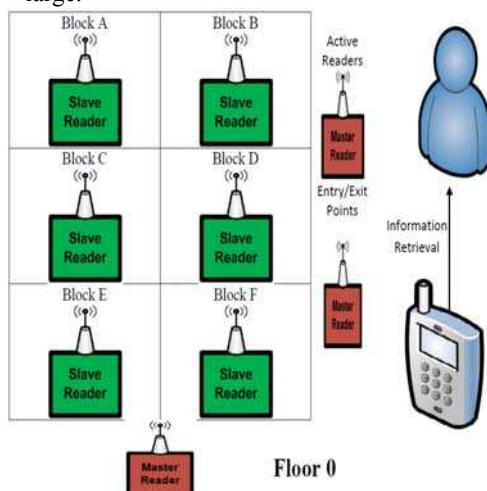 large.
Block A
Block B
Slave
Reader
Slave
Reader
Active
Readers
Master
Reader
Block C
Block D
Slave
Reader
Slave
Reader
Entry/Exit
Points
Information
Retrieval
Block E
Block F
Slave
Reader
Slave
Reader
Master
Reader
Master
Reader
Floor 0